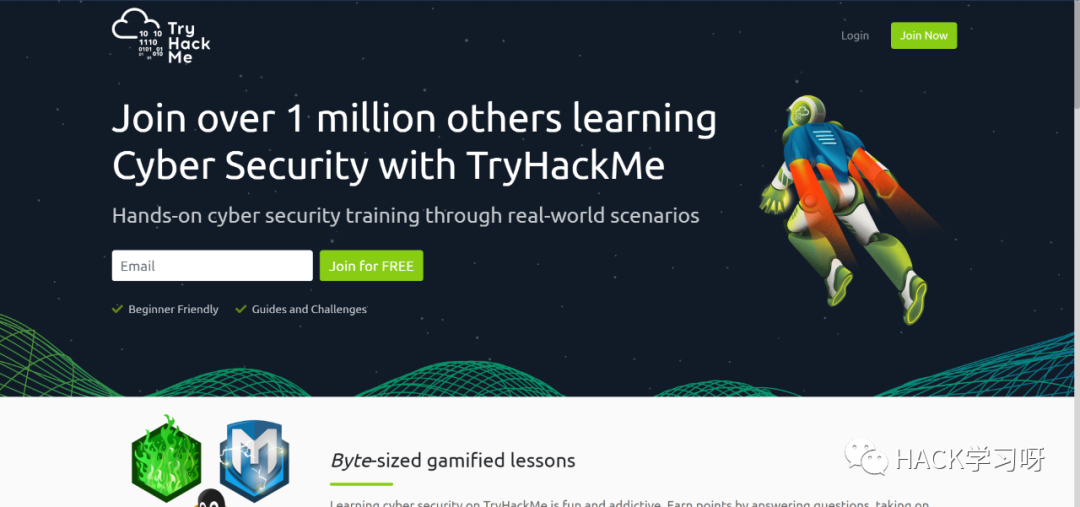 Try
Hack
Me
10 10
1110
0101 01
01 010
Login
Join Now
Join over 1 million others learning
Cyber Security with TryHackMe
Hands-on cyber security training through real-world scenarios
Email
Join for FREE
Beginner Friendly
Guides and Challenges
Byte-sized gamified lessons
HACK学习呀
Learning cyber security on TryHackMe is fun and addictive. Earn points by answering questions, taking on